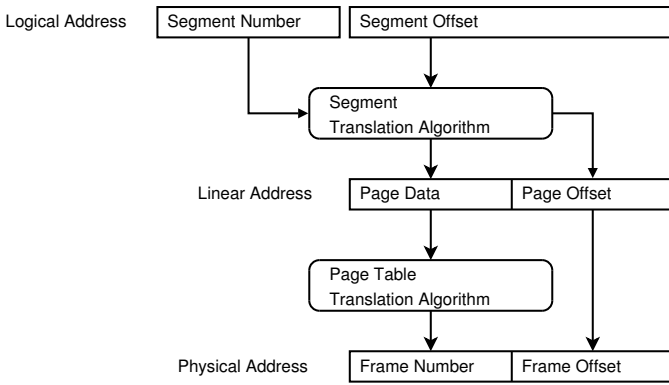 Logical Address Segment Number Segment Offset
Segment
Translation Algorithm
Linear Address Page Data Page Offset
Page Table
Translation Algorithm
Physical Address Frame Number Frame Offset